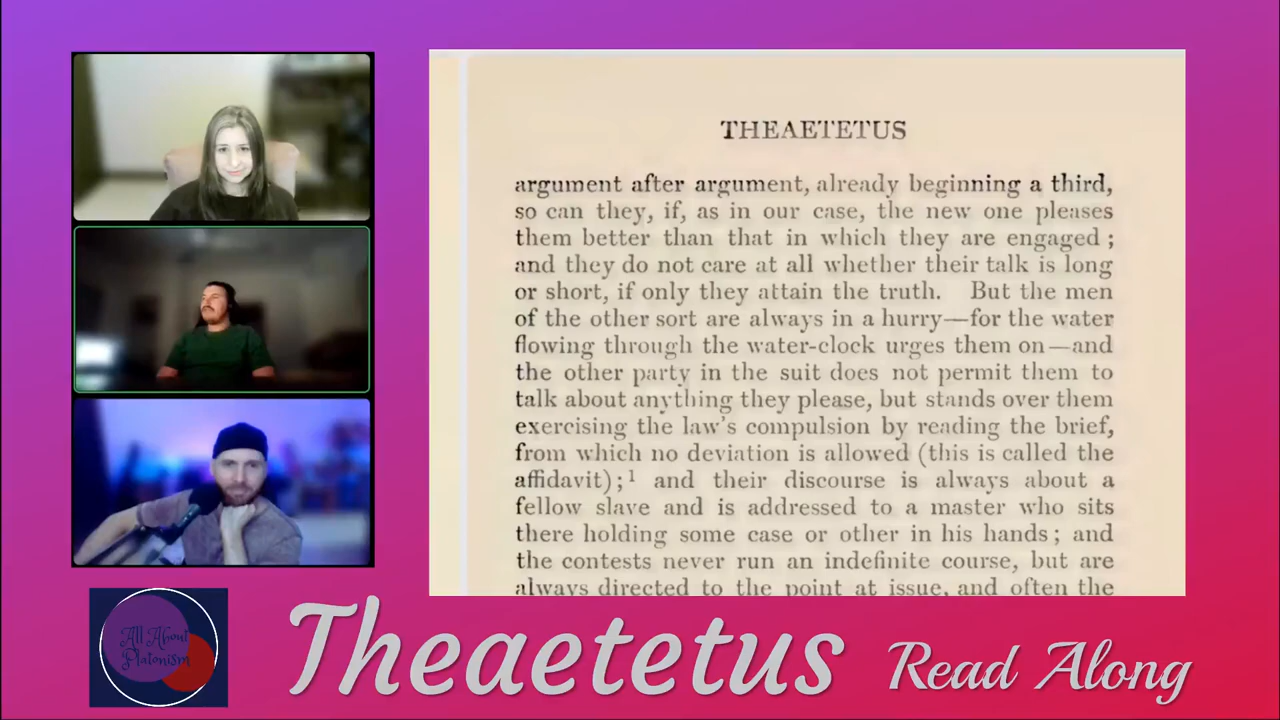 THEAETETUS
argument after argument, already beginning a third,
so can they, if, as in our case, the new one pleases
them better than that in which they are engaged ;
and they do not care at all whether their talk is long
or short, if only they attain the truth. But the men
of the other sort are always in a hurry—for the water
flowing through the water-clock urges them on—and
the other party in the suit does not permit them to
talk about anything they please, but stands over them
exercising the law's compulsion by reading the brief,
from which no deviation is allowed (this is called the
affidavit) ;¹ and their discourse is always about a
fellow slave and is addressed to a master who sits
there holding some case or other in his hands ; and
the contests never run an indefinite course, but are
always directed to the point at issue, and often the
All About
Platonism
Theaetetus Read Along